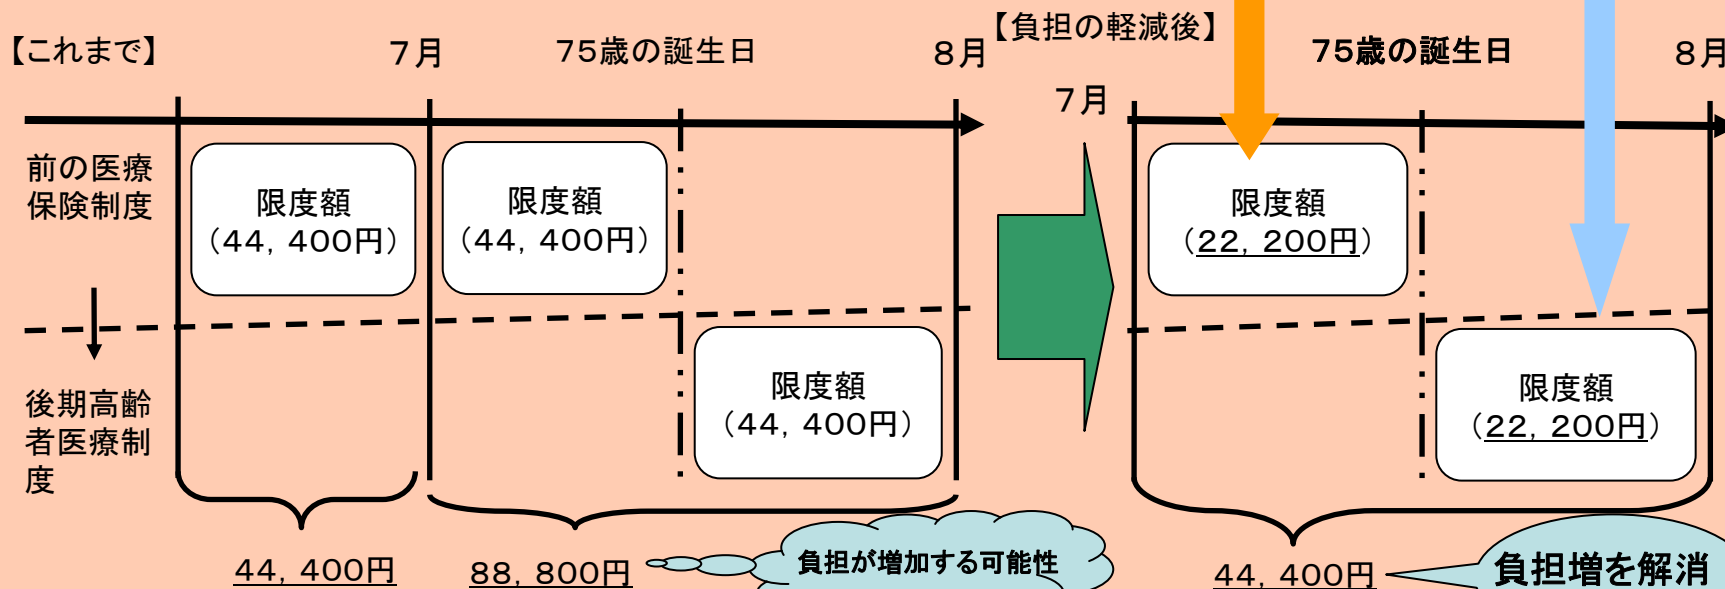 【これまで】
7月
75歳の誕生日
8月
前の医療
保険制度
限度額
（44，400円）
限度額
（44，400円）
後期高齢
者医療制
度
限度額
（44，400円）
44，400円
88，800円
負担が増加する可能性
【負担の軽減後】
7月
75歳の誕生日
8月
限度額
（22，200円）
限度額
（22，200円）
44，400円
負担増を解消